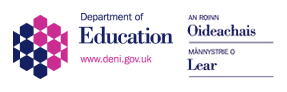 Department of
Education
www.deni.gov.uk
AN ROINN
Oideachais
MÄNNYSTRIE O
Lear